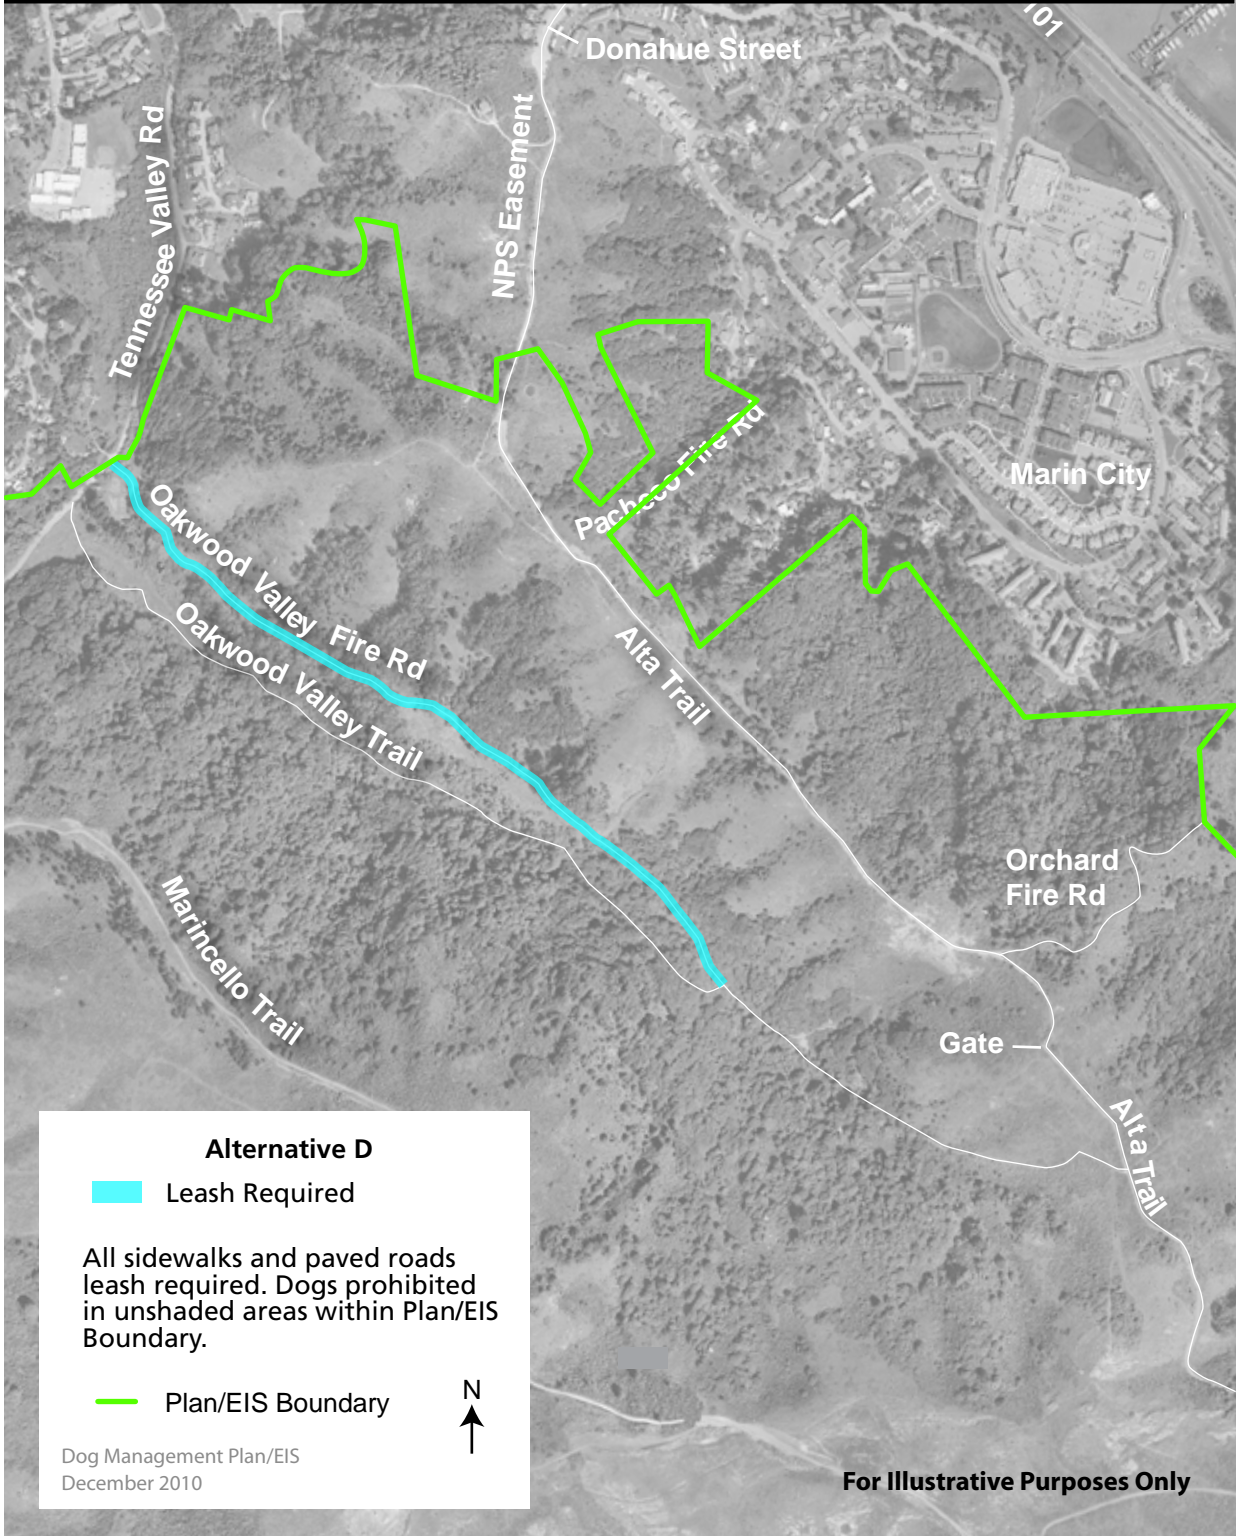 101
Donahue Street
Tennessee Valley Rd
NPS Easement
Pacheco Fire Rd
Marin City
Oakwood Valley Fire Rd
Oakwood Valley Trail
Alta Trail
Orchard
Fire Rd
Marincello Trail
Gate
Alta Trail
Alternative D
Leash Required
All sidewalks and paved roads
leash required. Dogs prohibited
in unshaded areas within Plan/EIS
Boundary.
Plan/EIS Boundary
N
Dog Management Plan/EIS
December 2010
For Illustrative Purposes Only